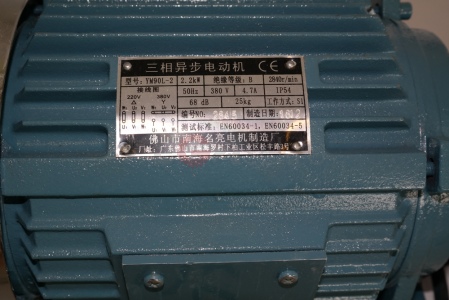 三相异步电动机 CE
型号: YM90L-2 2.2kW 绝缘等级: B 2840r/min
接线图 50Hz 380V 4.7A IP54
220V 380V 68 dB 25kg 工作方式: S1
△ Y 编号NO: 制造日期:
测试标准: EN60034-1, EN60034-5
佛山市南海名亮电机制造厂